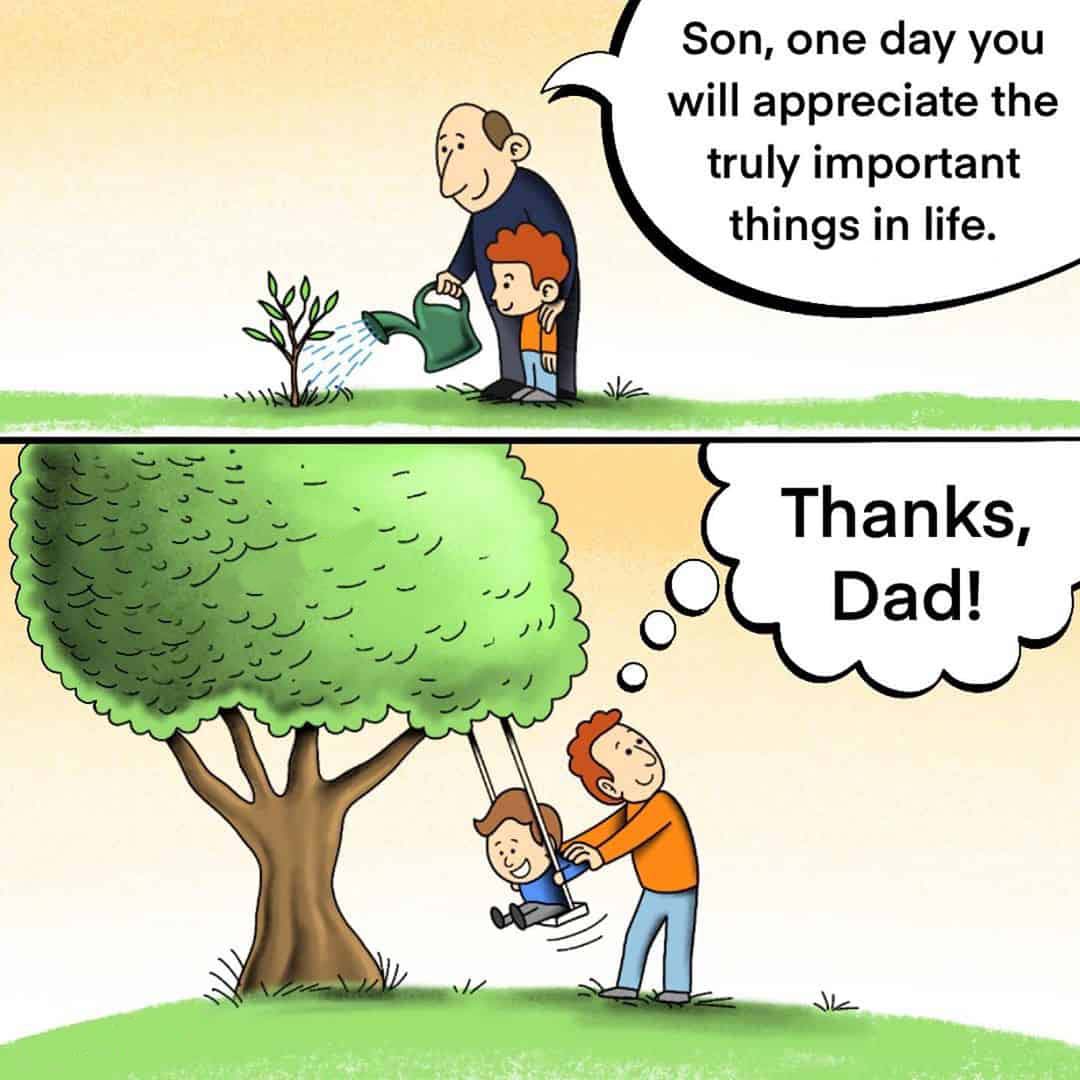 Son, one day you
will appreciate the
truly important
things in life.
Thanks,
Dad!